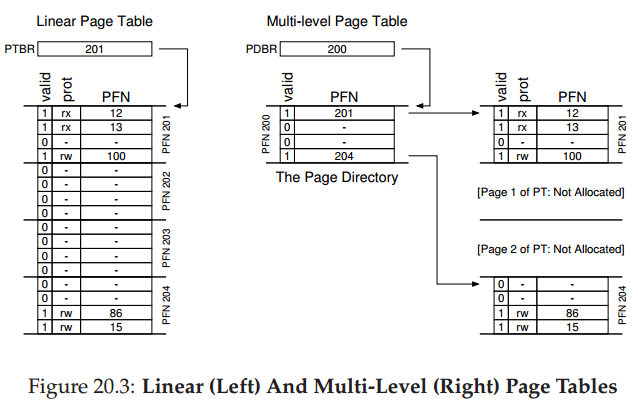 Linear Page Table
PTBR 201
valid prot PFN
1 rx 12
1 rx 13
0 - -
1 rw 100
PFN 201
0 - -
0 - -
0 - -
0 - -
PFN 202
0 - -
0 - -
0 - -
0 - -
PFN 203
0 - -
0 - -
1 rw 86
1 rw 15
PFN 204
Multi-level Page Table
PDBR 200
valid PFN
PFN 200
1 201
0 -
0 -
1 204
The Page Directory
valid prot PFN
1 rx 12
1 rx 13
0 - -
1 rw 100
PFN 201
[Page 1 of PT: Not Allocated]
[Page 2 of PT: Not Allocated]
0 - -
0 - -
1 rw 86
1 rw 15
PFN 204
Figure 20.3: Linear (Left) And Multi-Level (Right) Page Tables